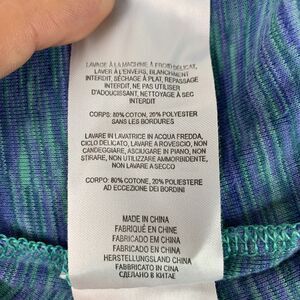 LAVAGE À LA MACHINE À FROID DÉLICAT,
LAVER À L'ENVERS, BLANCHIMENT
INTERDIT, SÉCHAGE À PLAT, REPASSAGE
INTERDIT, NE PAS UTILISER
D'ADOUCISSANT, NETTOYAGE À SEC
INTERDIT
CORPS: 80% COTON, 20% POLYESTER
SANS LES BORDURES
LAVARE IN LAVATRICE IN ACQUA FREDDA,
CICLO DELICATO, LAVARE A ROVESCIO, NON
CANDEGGIARE, ASCIUGARE IN PIANO, NON
STIRARE, NON UTILIZZARE AMMORBIDENTE,
NON LAVARE A SECCO
CORPO: 80% COTONE, 20% POLIESTERE
AD ECCEZIONE DEI BORDINI
MADE IN CHINA
FABRIQUÉ EN CHINE
FABBRICATO IN CHINA
FABRICADO EN CHINA
HERSTELLUNGSLAND CHINA
СДЕЛАНО В КИТАЕ